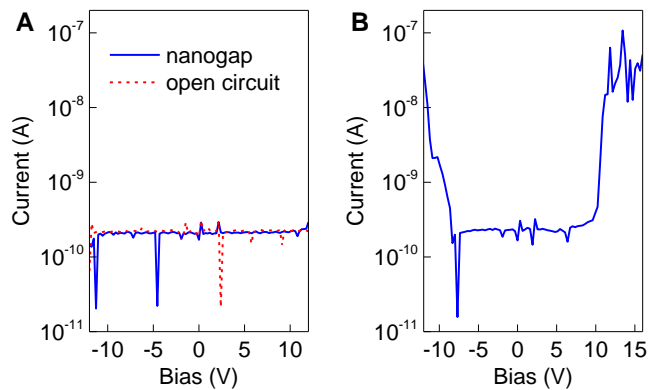 A
B
nanogap
open circuit
Current (A)
10⁻⁷
10⁻⁸
10⁻⁹
10⁻¹⁰
10⁻¹¹
-10 -5 0 5 10
Bias (V)
Current (A)
10⁻⁷
10⁻⁸
10⁻⁹
10⁻¹⁰
10⁻¹¹
-10 -5 0 5 10 15
Bias (V)